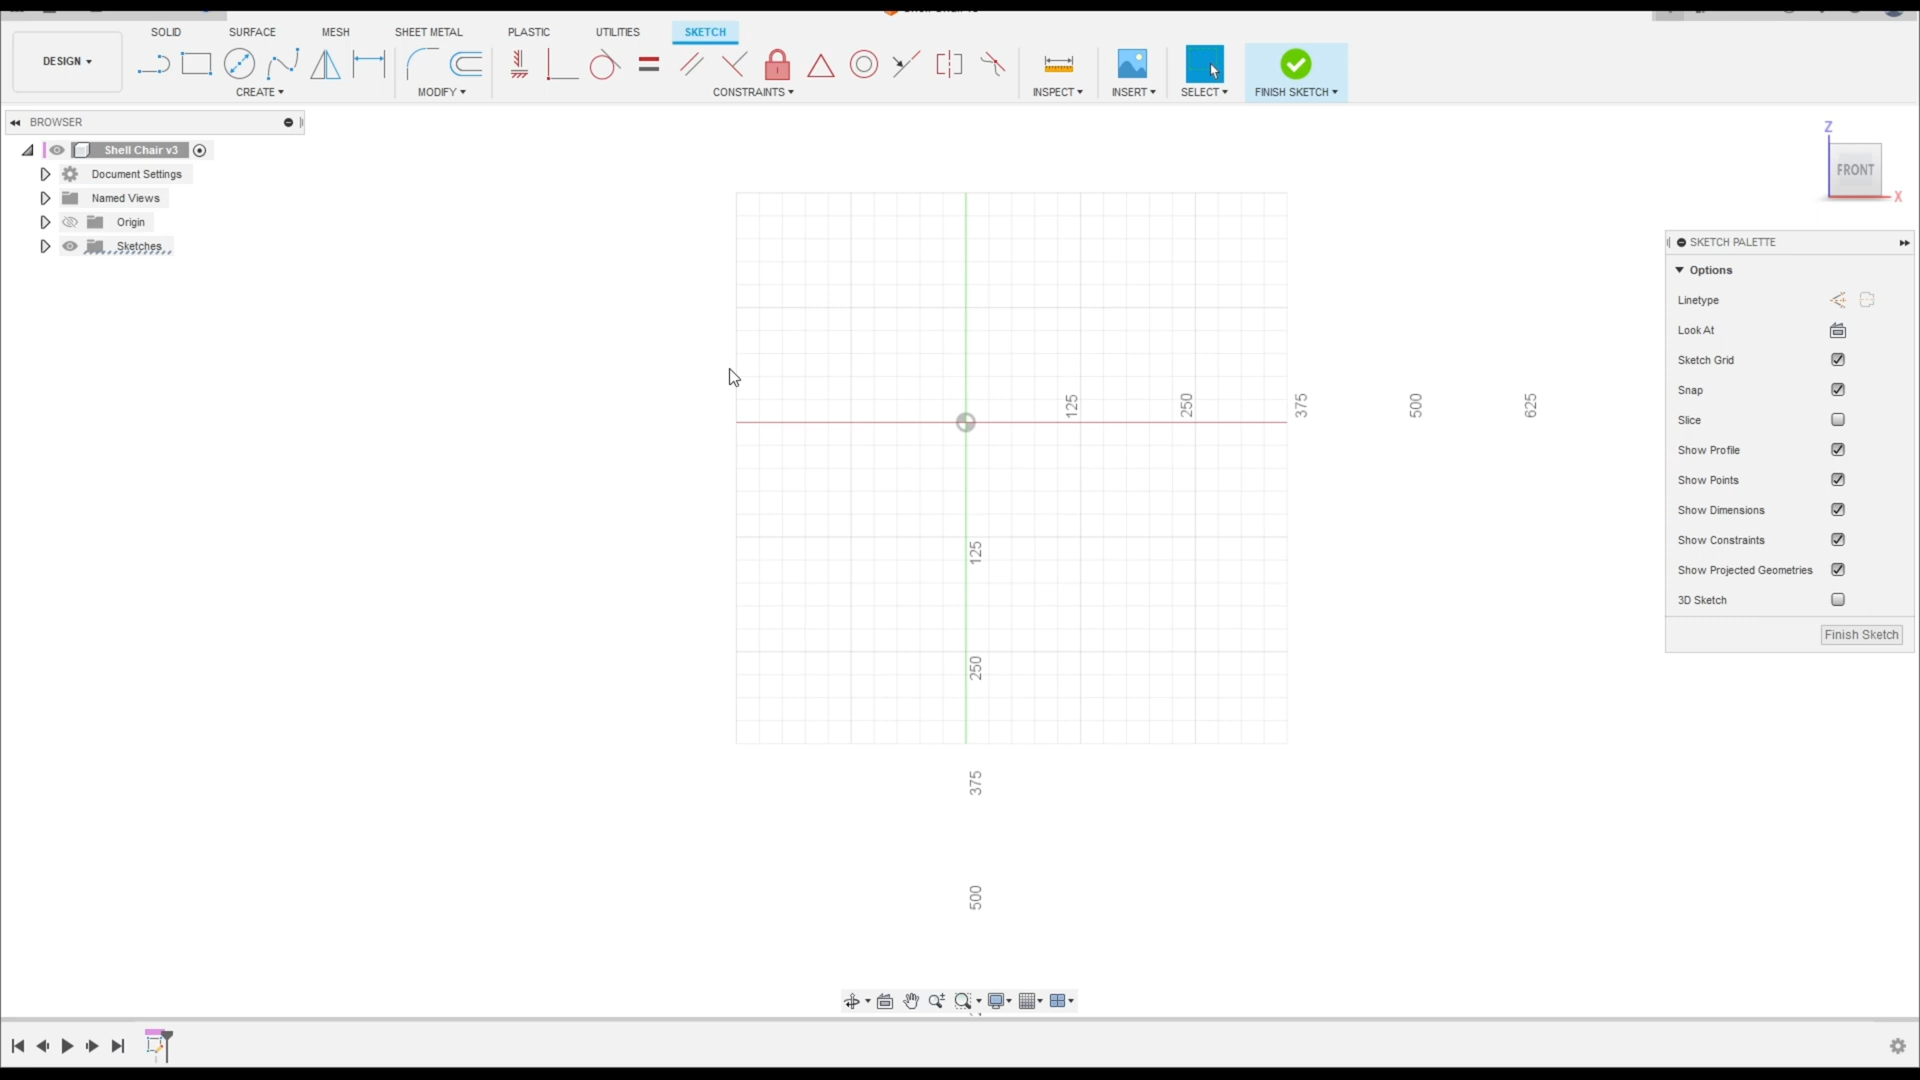 SOLID
SURFACE
MESH
SHEET METAL
PLASTIC
UTILITIES
SKETCH
DESIGN
CREATE
MODIFY
CONSTRAINTS
INSPECT
INSERT
SELECT
FINISH SKETCH
BROWSER
Shell Chair v3
Document Settings
Named Views
Origin
Sketches
Z
FRONT
X
125
250
375
500
625
125
250
375
500
SKETCH PALETTE
Options
Linetype
Look At
Sketch Grid
Snap
Slice
Show Profile
Show Points
Show Dimensions
Show Constraints
Show Projected Geometries
3D Sketch
Finish Sketch